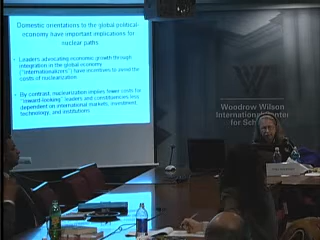 Domestic orientations to the global political-
economy have important implications for
nuclear paths
Leaders advocating economic growth through
integration in the global economy
("internationalizers") have incentives to avoid the
costs of nuclearization
By contrast, nuclearization implies fewer costs for
"inward-looking" leaders and constituencies less
dependent on international markets, investment,
technology, and institutions
Woodrow Wilson
International Center
for Sch